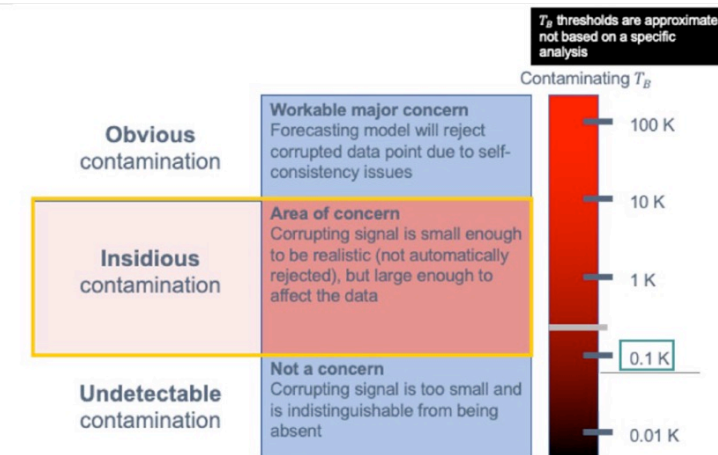 T_B thresholds are approximate
not based on a specific
analysis
Contaminating T_B
Obvious
contamination
Workable major concern
Forecasting model will reject
corrupted data point due to self-
consistency issues
100 K
10 K
Insidious
contamination
Area of concern
Corrupting signal is small enough
to be realistic (not automatically
rejected), but large enough to
affect the data
1 K
0.1 K
Undetectable
contamination
Not a concern
Corrupting signal is too small and
is indistinguishable from being
absent
0.01 K